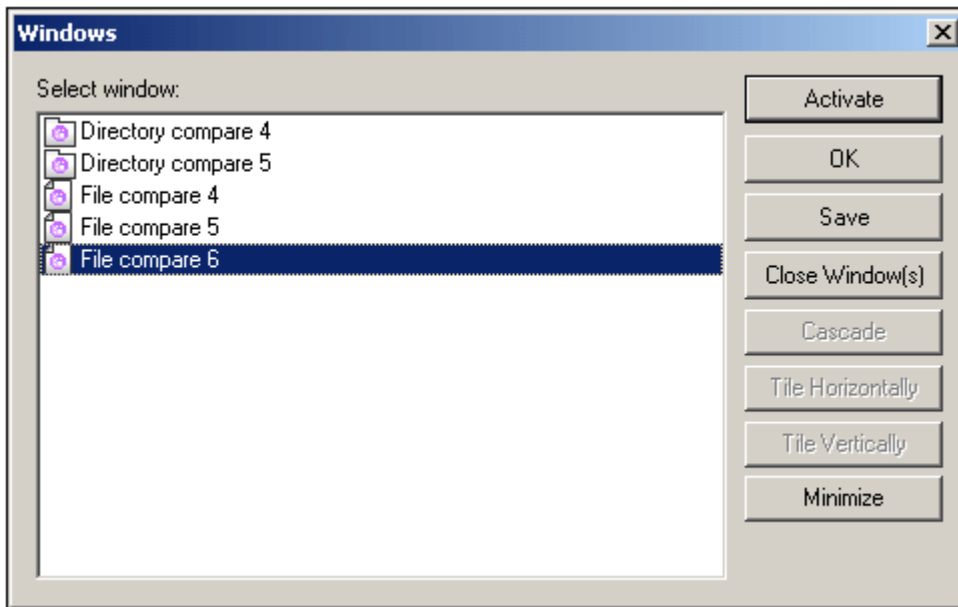 Windows
Select window:
Directory compare 4
Directory compare 5
File compare 4
File compare 5
File compare 6
Activate
OK
Save
Close Window(s)
Cascade
Tile Horizontally
Tile Vertically
Minimize